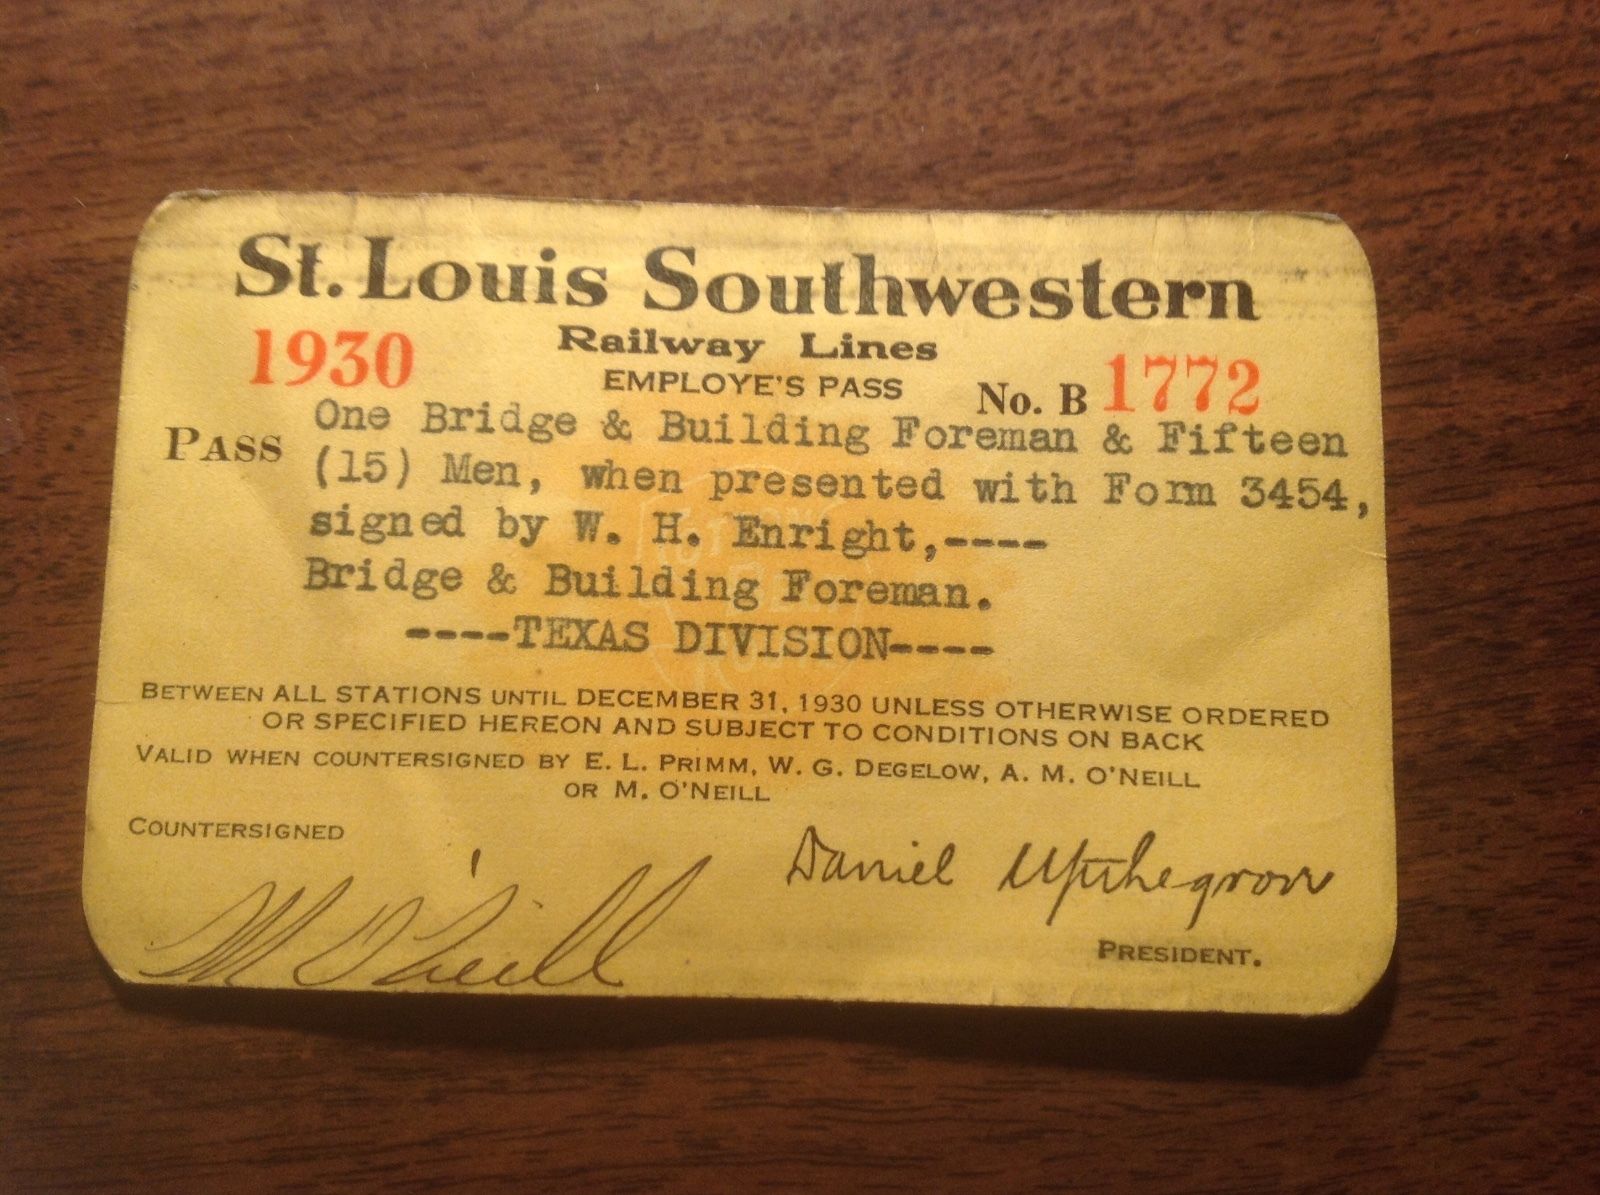 St. Louis Southwestern
Railway Lines
1930
EMPLOYE'S PASS
No. B 1772
PASS
One Bridge & Building Foreman & Fifteen
(15) Men, when presented with Form 3454,
signed by W. H. Enright,----
Bridge & Building Foreman.
----TEXAS DIVISION----
BETWEEN ALL STATIONS UNTIL DECEMBER 31, 1930 UNLESS OTHERWISE ORDERED
OR SPECIFIED HEREON AND SUBJECT TO CONDITIONS ON BACK
VALID WHEN COUNTERSIGNED BY E. L. PRIMM, W. G. DEGELOW, A. M. O'NEILL
OR M. O'NEILL
COUNTERSIGNED
M O'Neill
Daniel Upthegrove
PRESIDENT.